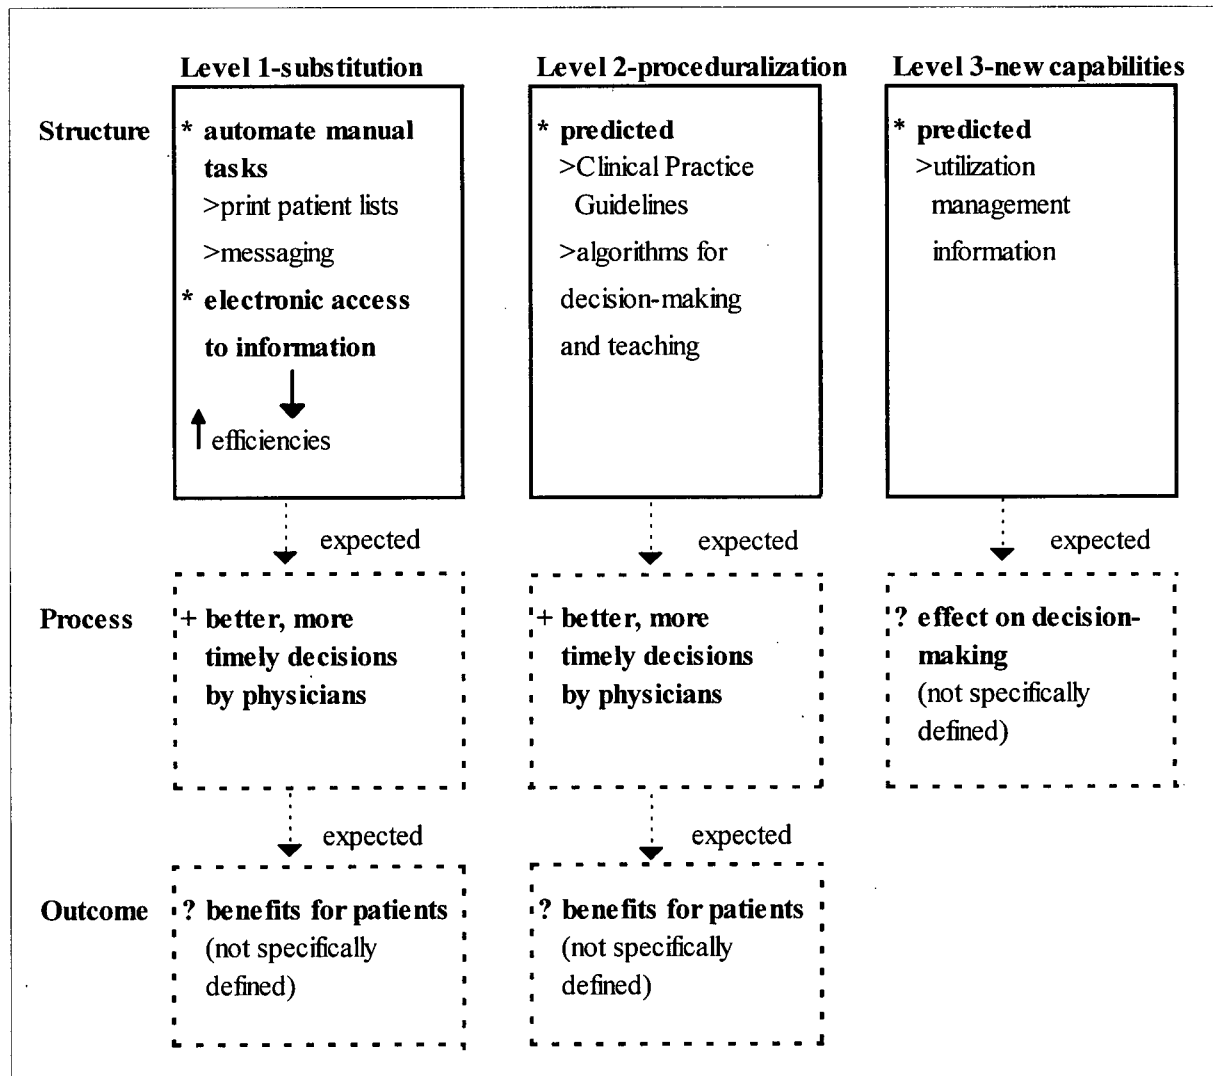 Level 1-substitution
Level 2-proceduralization
Level 3-new capabilities
Structure
* automate manual
tasks
>print patient lists
>messaging
* electronic access
to information
efficiencies
* predicted
>Clinical Practice
Guidelines
>algorithms for
decision-making
and teaching
* predicted
>utilization
management
information
expected
expected
expected
Process
+ better, more
timely decisions
by physicians
+ better, more
timely decisions
by physicians
? effect on decision-
making
(not specifically
defined)
expected
expected
Outcome
? benefits for patients
(not specifically
defined)
? benefits for patients
(not specifically
defined)